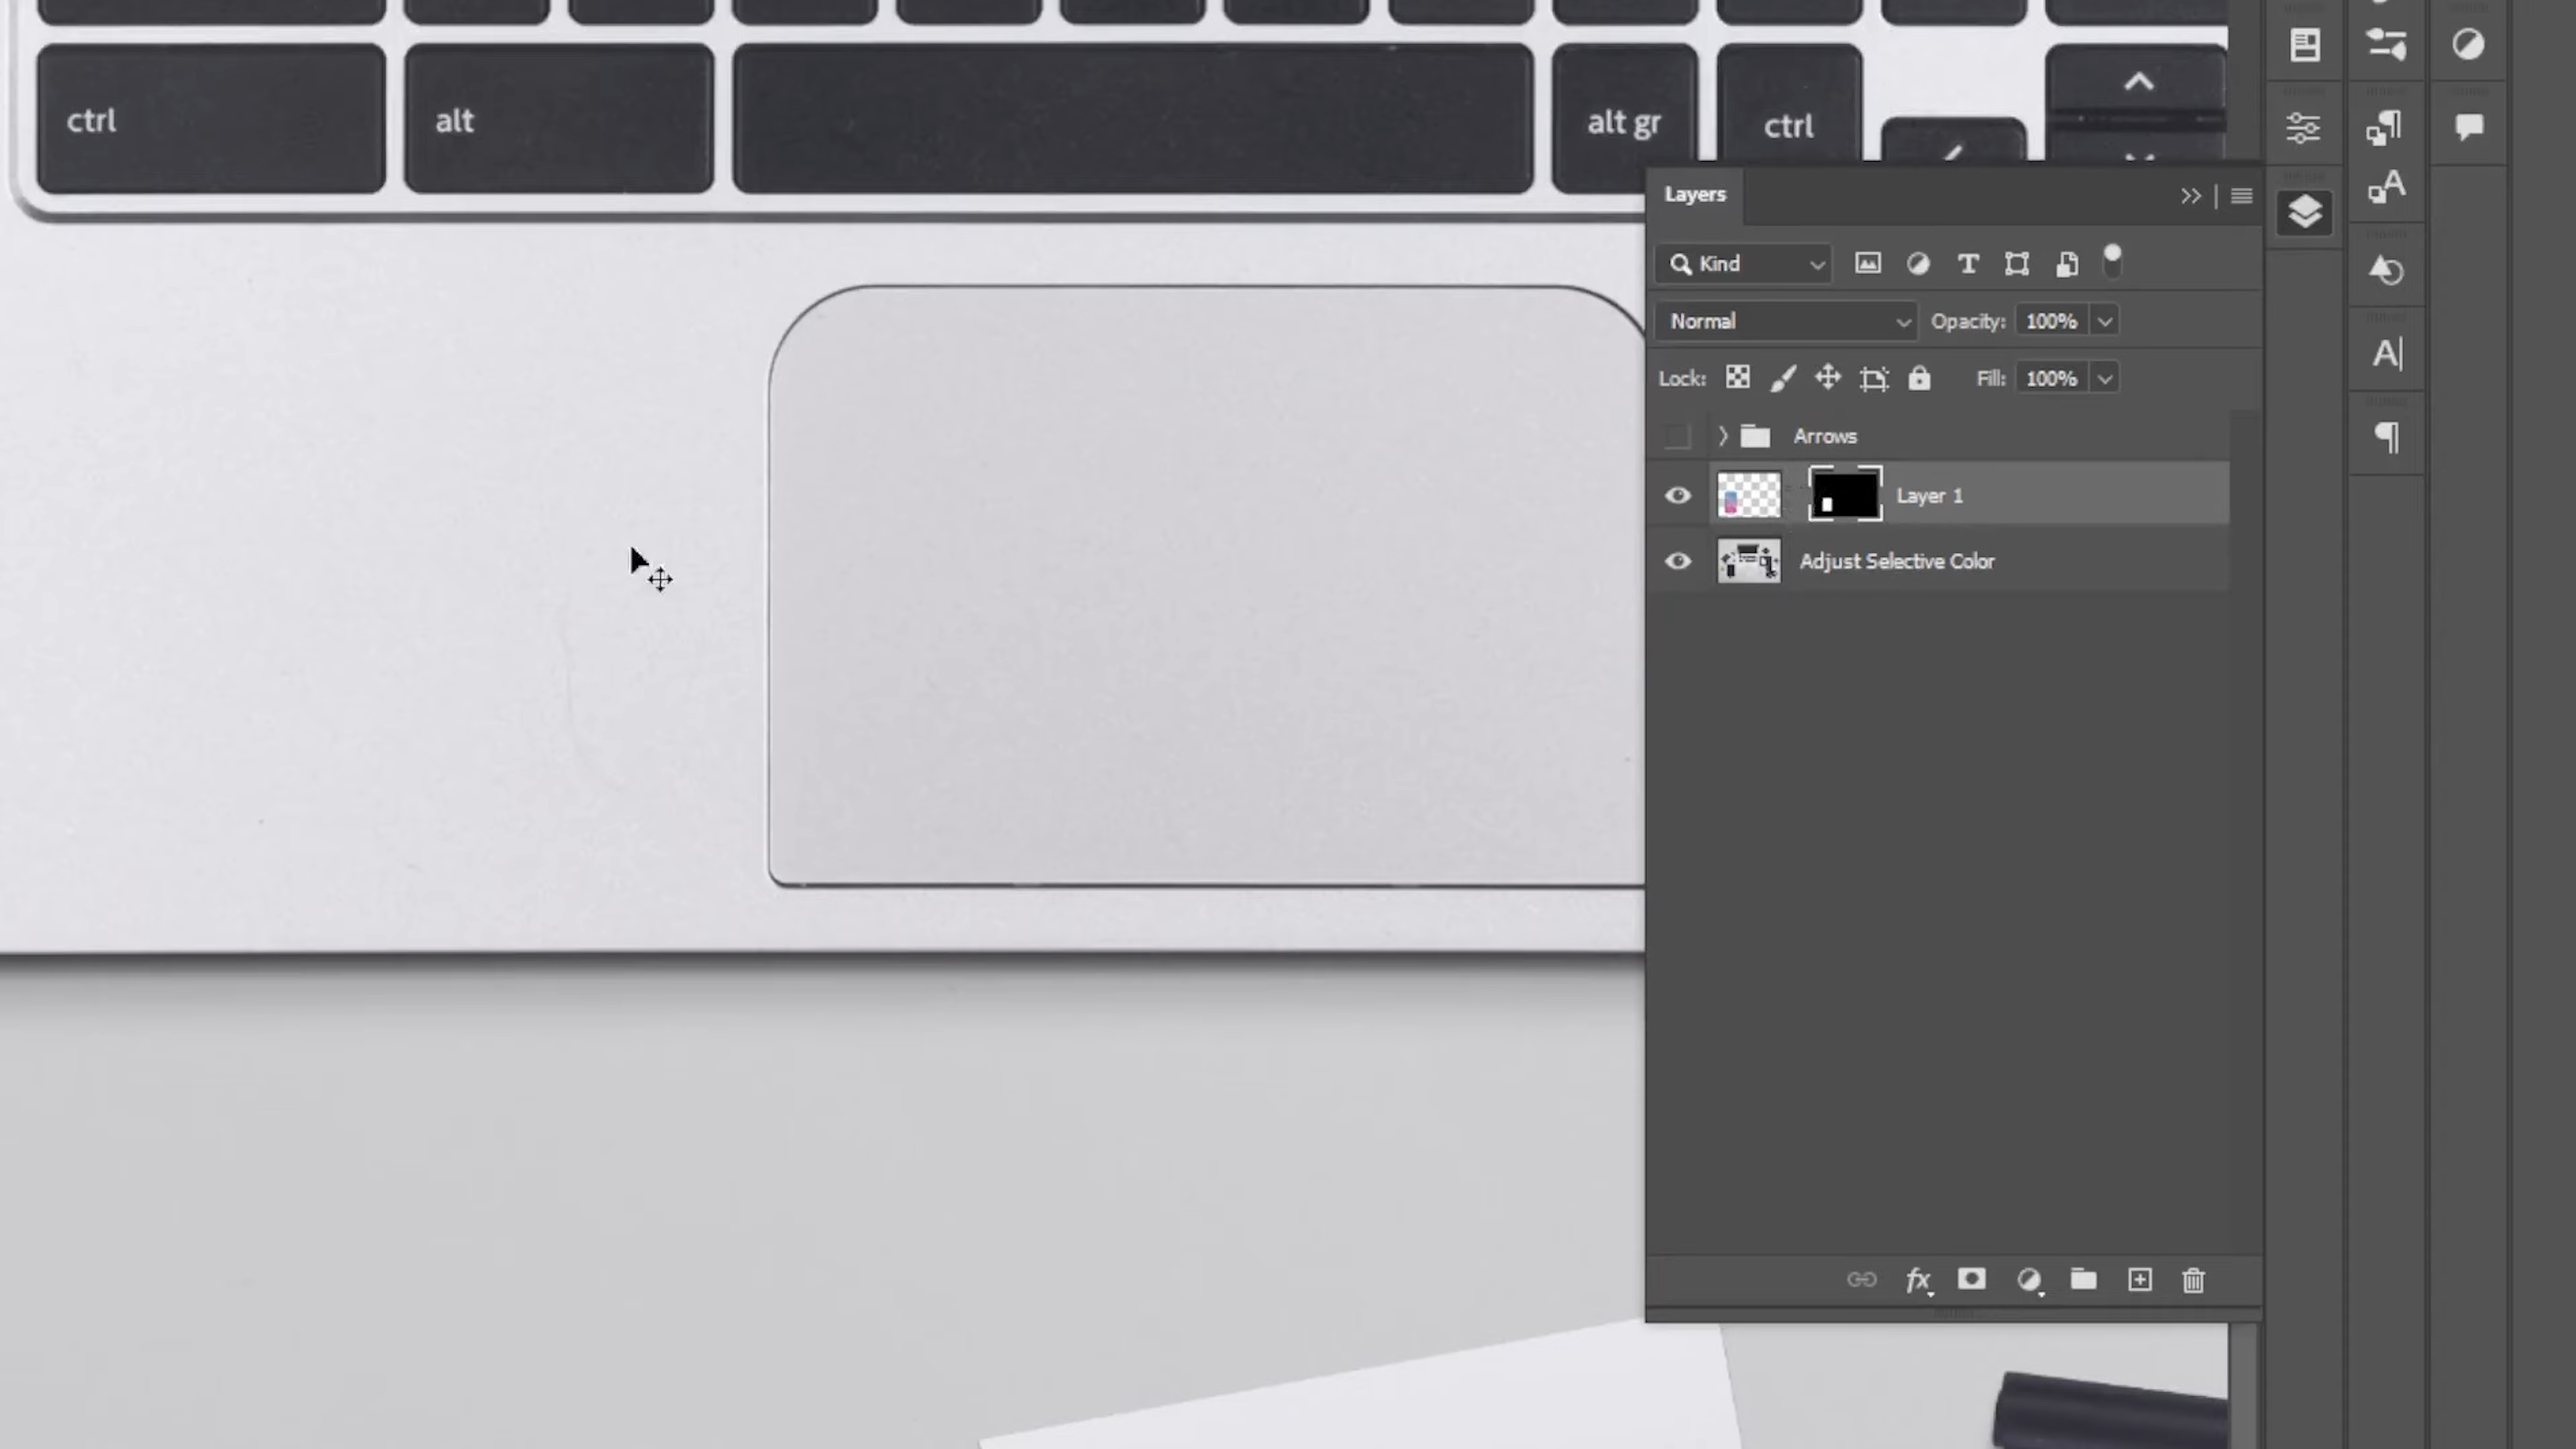 ctrl
alt
alt gr
ctrl
Layers
Kind
Normal
Opacity: 100%
Lock:
Fill: 100%
Arrows
Layer 1
Adjust Selective Color
fx